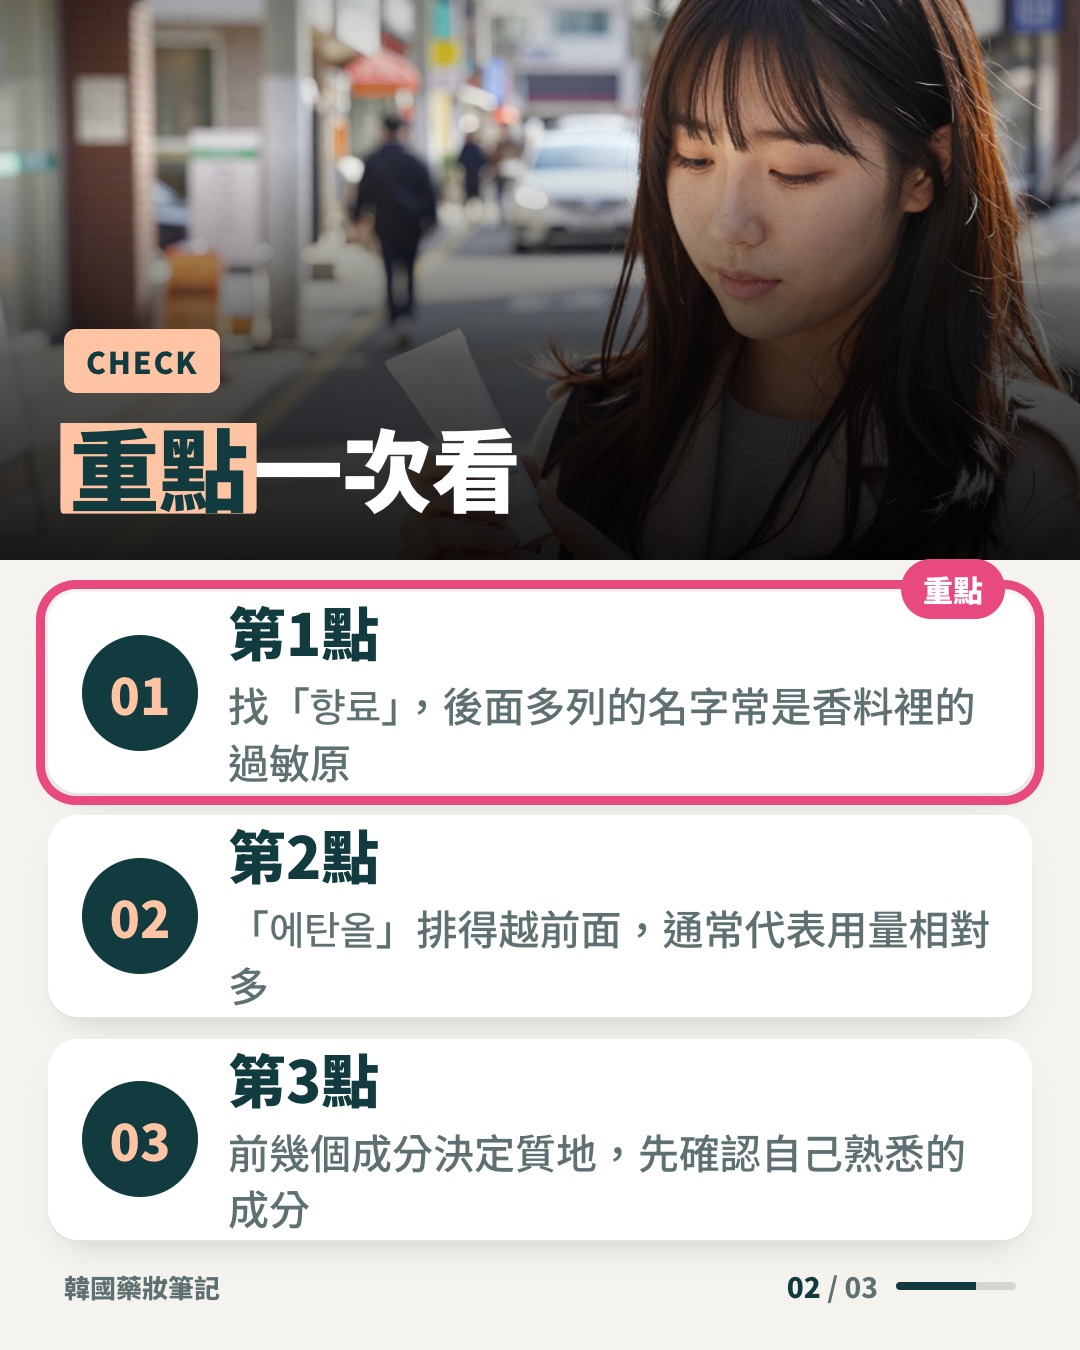 CHECK
重點一次看
重點
01
第1點
找「향료」，後面多列的名字常是香料裡的
過敏原
02
第2點
「에탄올」排得越前面，通常代表用量相對
多
03
第3點
前幾個成分決定質地，先確認自己熟悉的
成分
韓國藥妝筆記
02 / 03